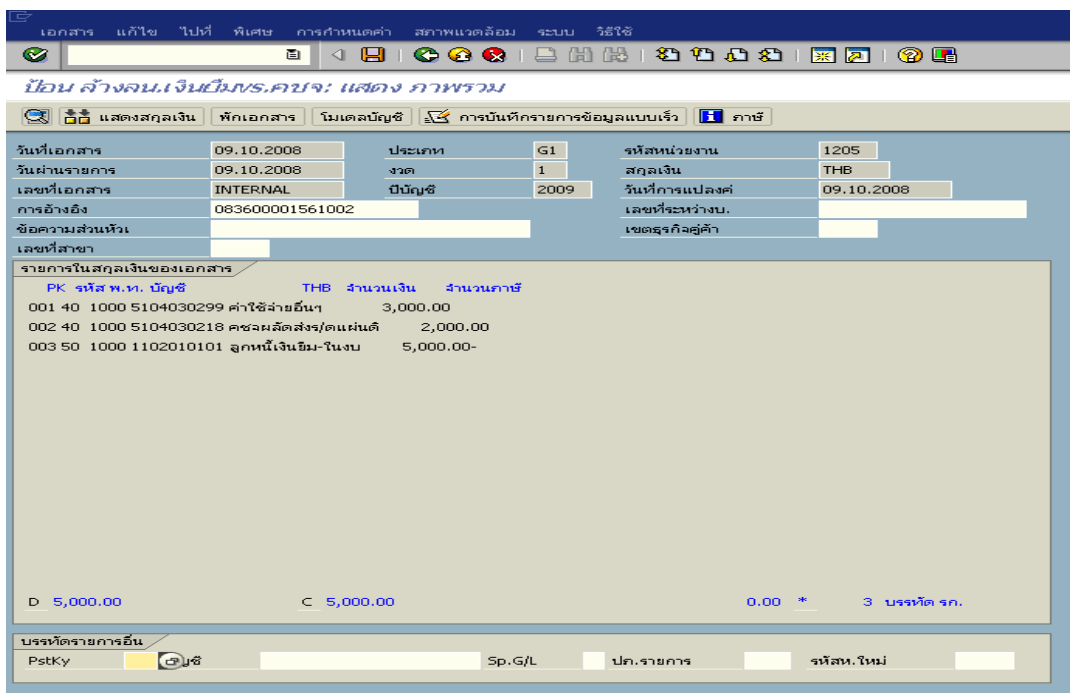 เอกสาร แก้ไข ไปที่ พิเศษ การกำหนดค่า สภาพแวดล้อม ระบบ วิธีใช้
ป้อน ล้างลน.เงินยืม/ร.คชจ: แสดง ภาพรวม
แสดงสกุลเงิน พักเอกสาร โมเดลบัญชี การบันทึกรายการข้อมูลแบบเร็ว ภาษี
วันที่เอกสาร 09.10.2008 ประเภท G1 รหัสหน่วยงาน 1205
วันผ่านรายการ 09.10.2008 งวด 1 สกุลเงิน THB
เลขที่เอกสาร INTERNAL ปีบัญชี 2009 วันที่การแปลงค่ 09.10.2008
การอ้างอิง 083600001561002 เลขที่ระหว่างบ.
ข้อความส่วนหัวเ เขตธุรกิจคู่ค้า
เลขที่สาขา
รายการในสกุลเงินของเอกสาร
PK รหัส พ.ท. บัญชี THB จำนวนเงิน จำนวนภาษี
001 40 1000 5104030299 ค่าใช้จ่ายอื่นๆ 3,000.00
002 40 1000 5104030218 คชจผลัดส่งร/ดแผ่นดิ 2,000.00
003 50 1000 1102010101 ลูกหนี้เงินยืม-ในงบ 5,000.00-
D 5,000.00 C 5,000.00 0.00 * 3 บรรทัด รก.
บรรทัดรายการอื่น
PstKy ัญชี Sp.G/L ปภ.รายการ รหัสห.ใหม่